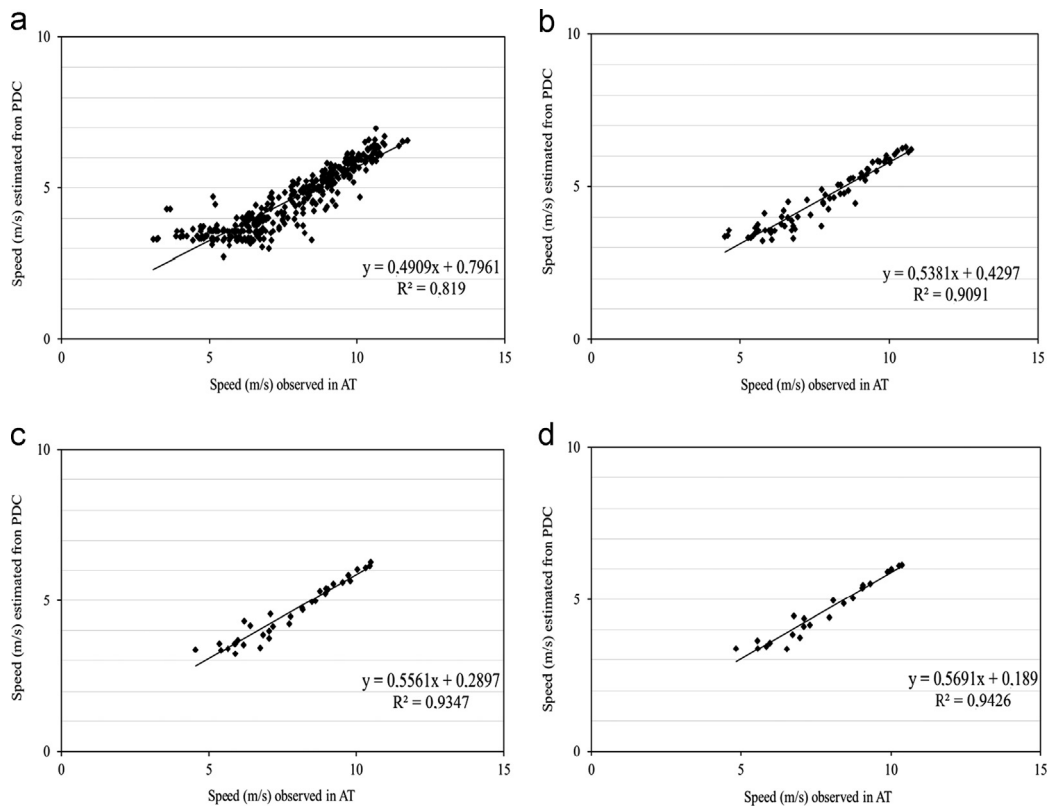 a
10
5
0
0
5
10
15
Speed (m/s) estimated fron PDC
Speed (m/s) observed in AT
y = 0.4909x + 0.7961
R² = 0.819
b
10
5
0
0
5
10
15
Speed (m/s) estimated fron PDC
Speed (m/s) observed in AT
y = 0.5381x + 0.4297
R² = 0.9091
c
10
5
0
0
5
10
15
Speed (m/s) estimated fron PDC
Speed (m/s) observed in AT
y = 0.5561x + 0.2897
R² = 0.9347
d
10
5
0
0
5
10
15
Speed (m/s) estimated fron PDC
Speed (m/s) observed in AT
y = 0.5691x + 0.189
R² = 0.9426